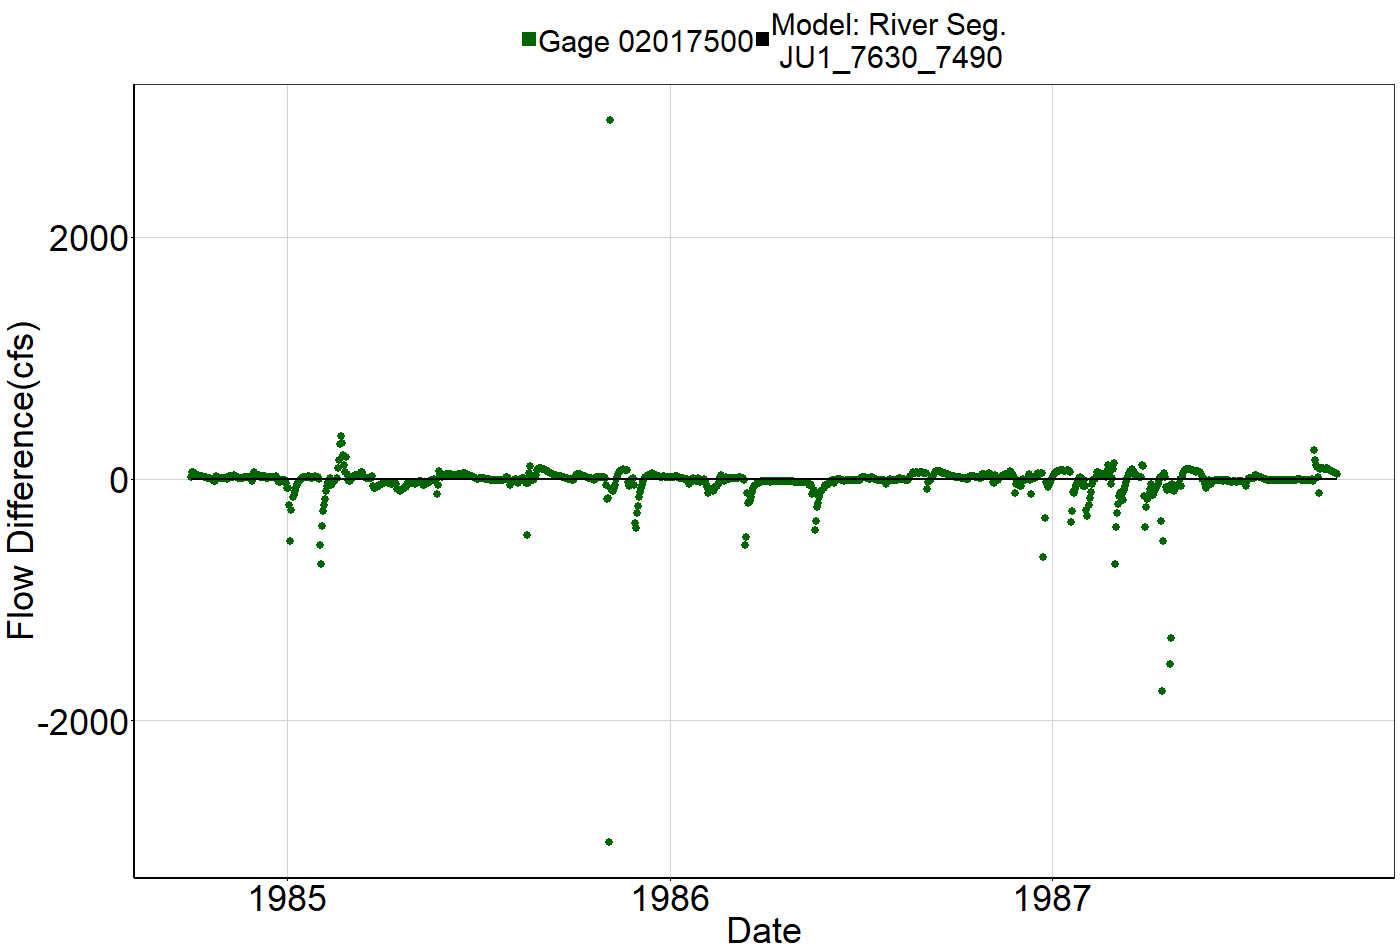 Gage 02017500
Model: River Seg.
JU1_7630_7490
Flow Difference(cfs)
2000
0
-2000
1985
1986
1987
Date